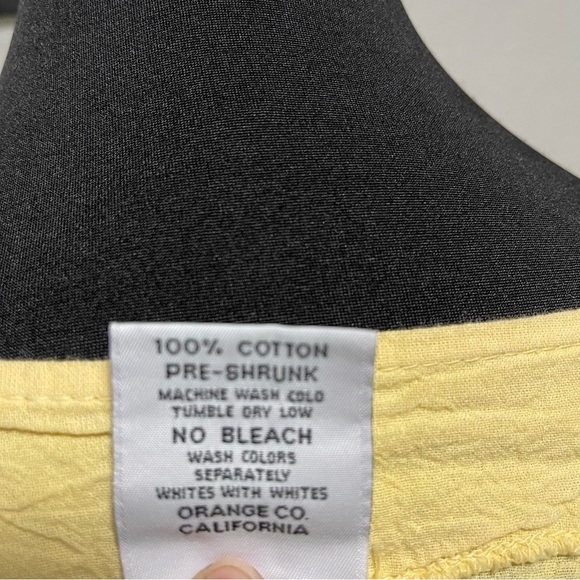 100% COTTON
PRE-SHRUNK
MACHINE WASH COLD
TUMBLE DRY LOW
NO BLEACH
WASH COLORS
SEPARATELY
WHITES WITH WHITES
ORANGE CO.
CALIFORNIA